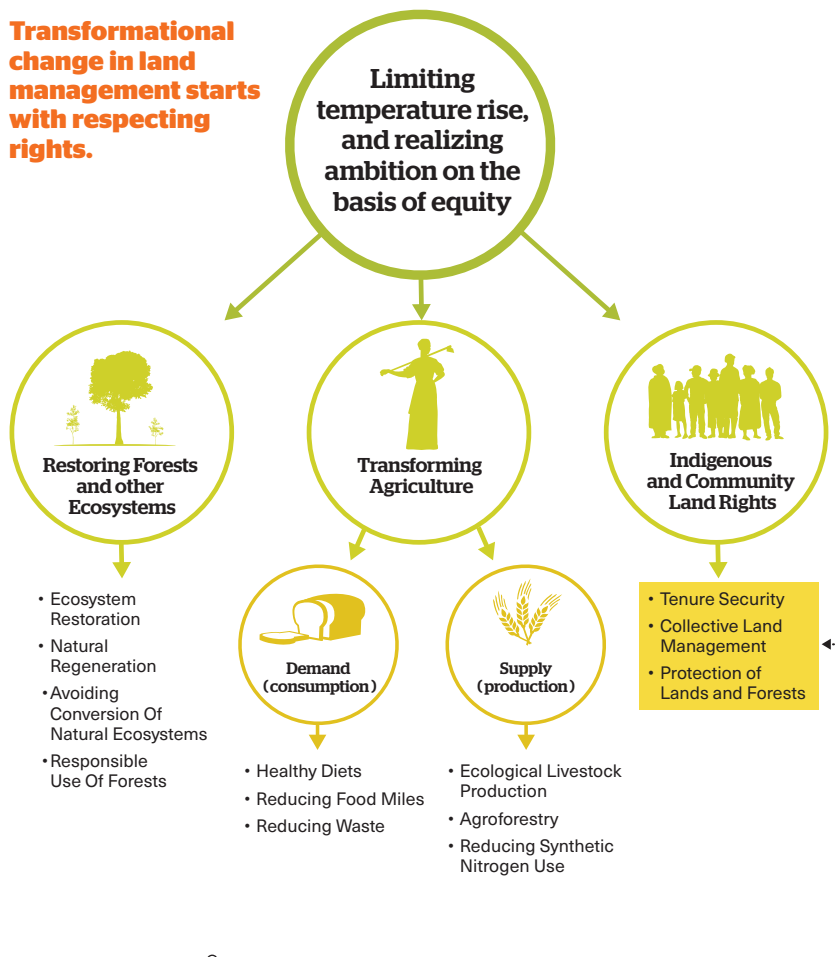 Transformational
change in land
management starts
with respecting
rights.
Limiting
temperature rise,
and realizing
ambition on the
basis of equity
Restoring Forests
and other
Ecosystems
• Ecosystem
Restoration
• Natural
Regeneration
• Avoiding
Conversion Of
Natural Ecosystems
• Responsible
Use Of Forests
Transforming
Agriculture
Demand
(consumption)
• Healthy Diets
• Reducing Food Miles
• Reducing Waste
Supply
(production)
• Ecological Livestock
Production
• Agroforestry
• Reducing Synthetic
Nitrogen Use
Indigenous
and Community
Land Rights
• Tenure Security
• Collective Land
Management
• Protection of
Lands and Forests